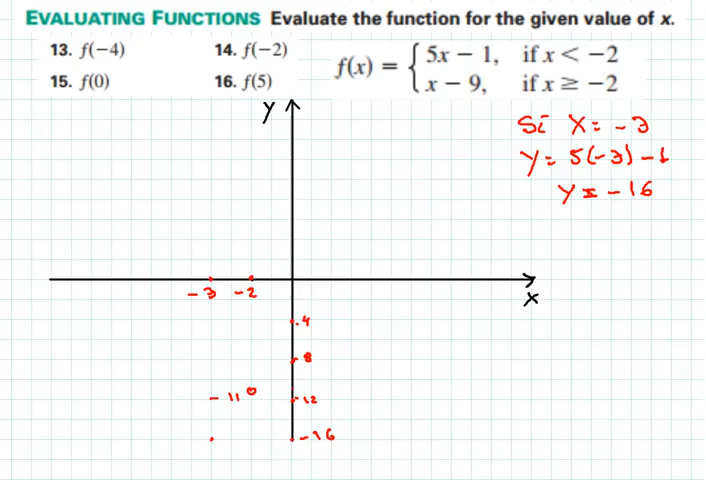 EVALUATING FUNCTIONS Evaluate the function for the given value of x.
13. f(−4) 14. f(−2)
15. f(0) 16. f(5)
f(x) = { 5x − 1, if x < −2
x − 9, if x ≥ −2
Si X = -3
Y = 5(-3) - 1
Y = -16
Y
X
-3 -2
-4
-8
-11
-12
-16